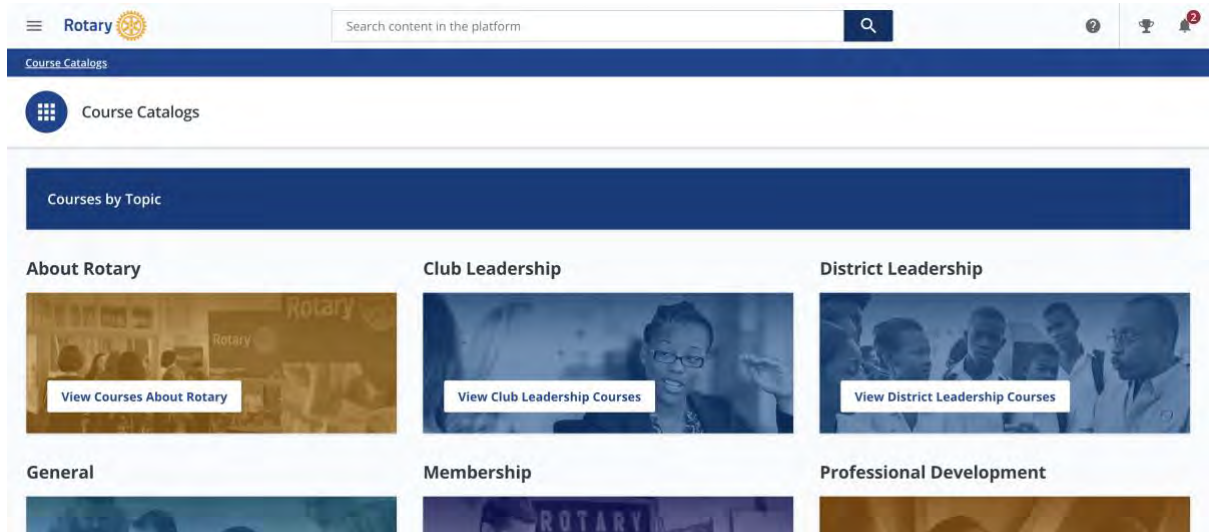 Rotary
Search content in the platform
2
Course Catalogs
Course Catalogs
Courses by Topic
About Rotary
Club Leadership
District Leadership
Rotary
Rotary
View Courses About Rotary
View Club Leadership Courses
View District Leadership Courses
General
Membership
Professional Development
ROTARY